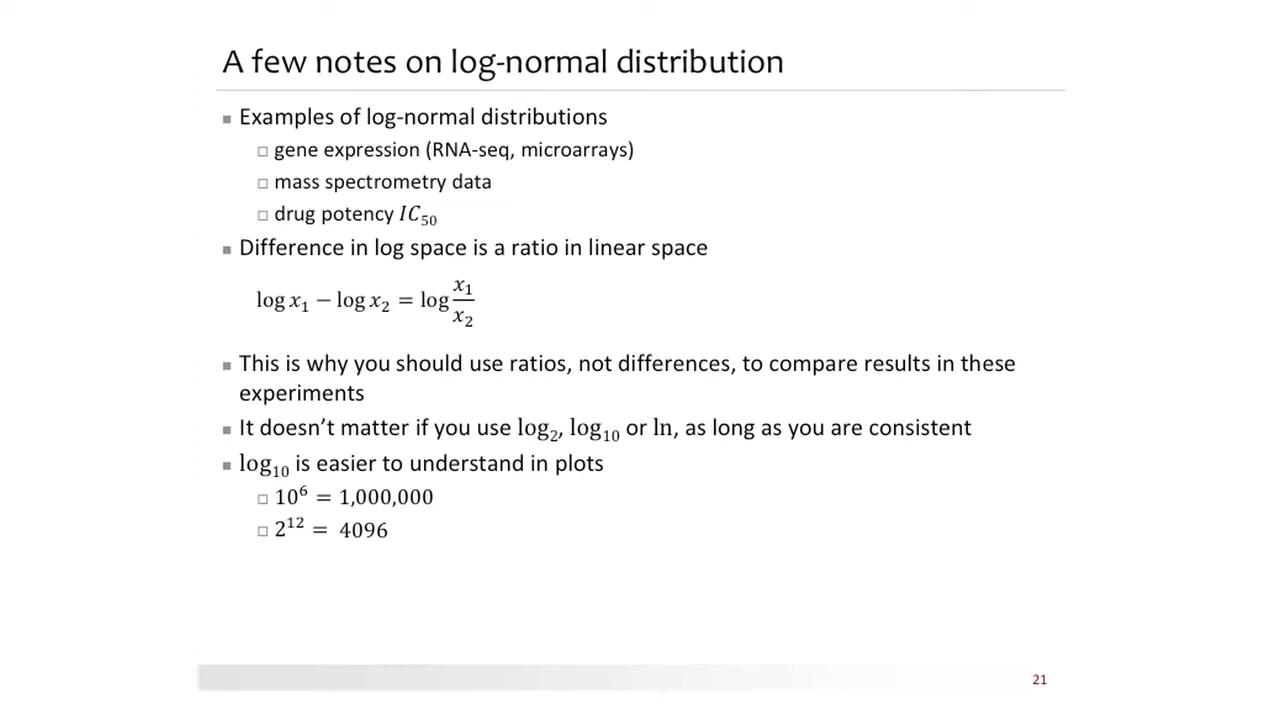 A few notes on log-normal distribution
■ Examples of log-normal distributions
□ gene expression (RNA-seq, microarrays)
□ mass spectrometry data
□ drug potency IC₅₀
■ Difference in log space is a ratio in linear space
log x₁ − log x₂ = log x₁/x₂
■ This is why you should use ratios, not differences, to compare results in these
experiments
■ It doesn’t matter if you use log₂, log₁₀ or ln, as long as you are consistent
■ log₁₀ is easier to understand in plots
□ 10⁶ = 1,000,000
□ 2¹² = 4096
21